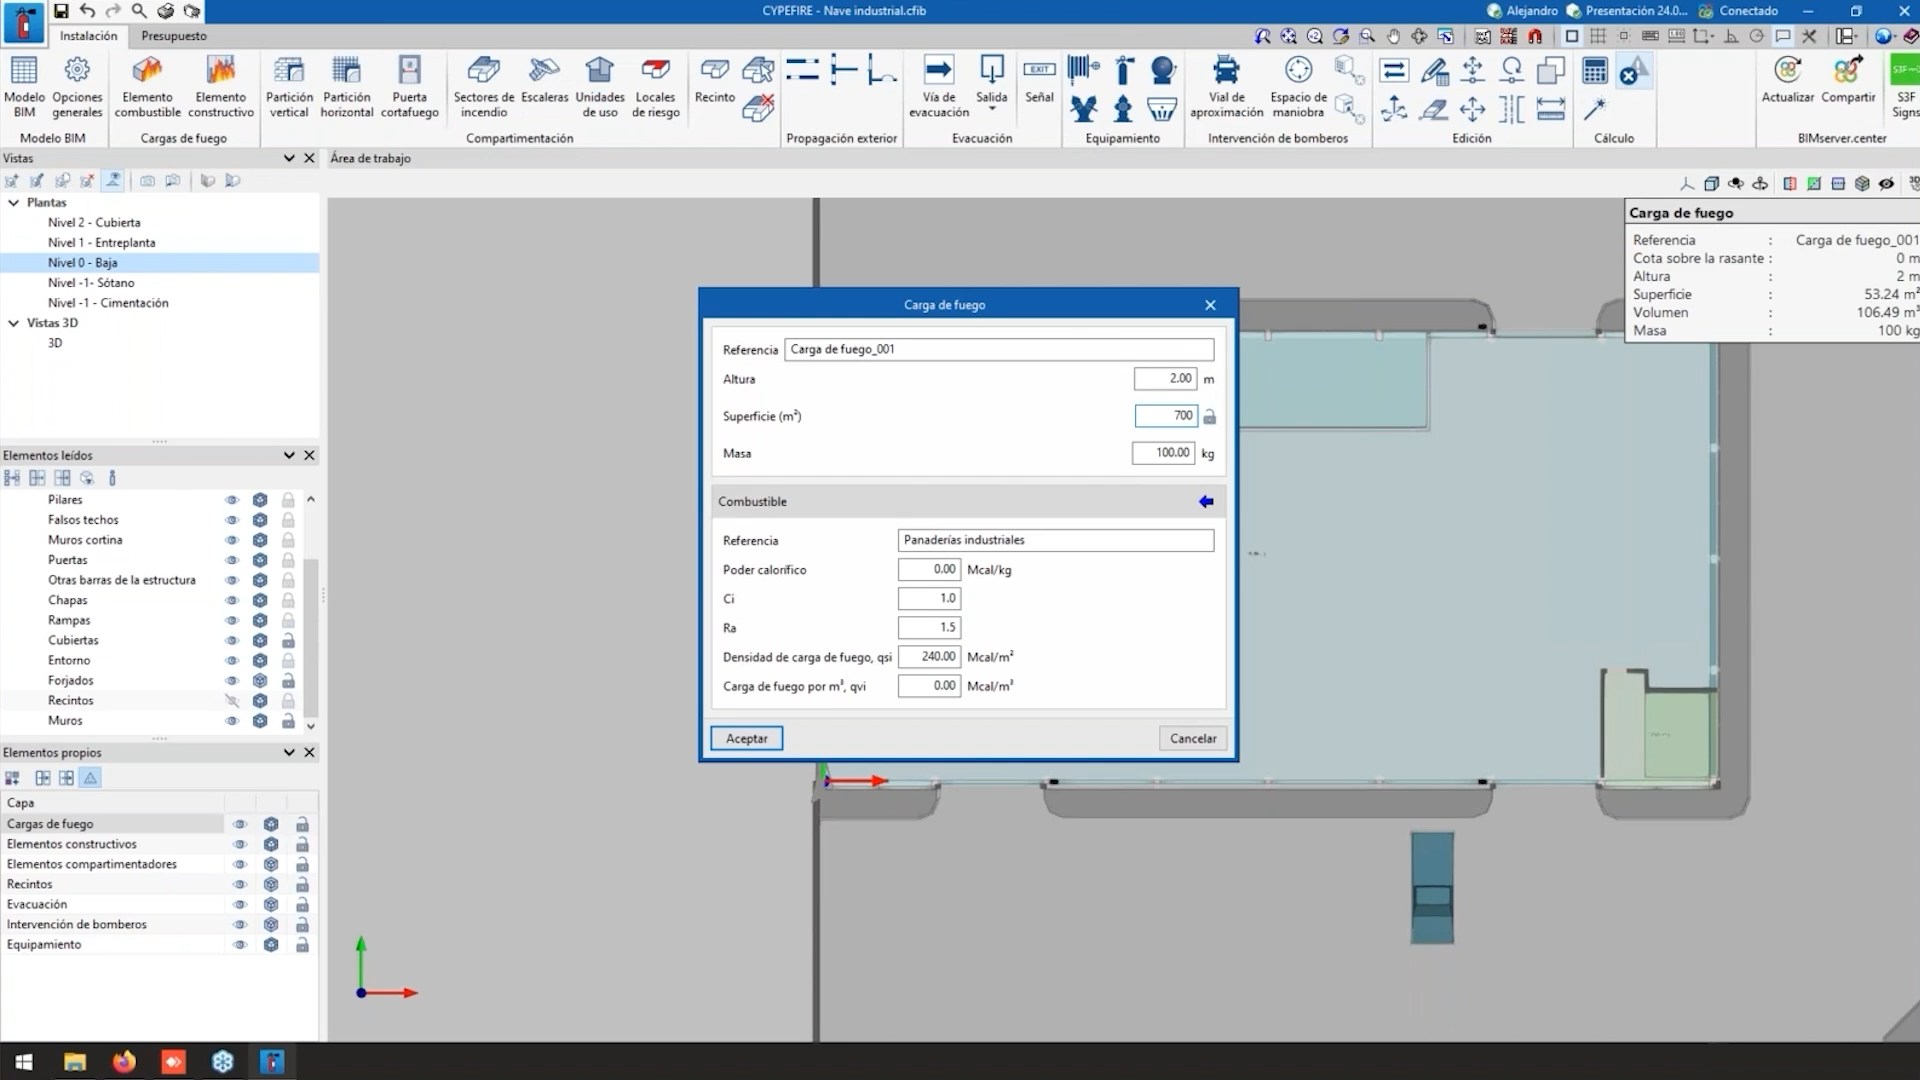 CYPEFIRE - Nave industrial.cfib
Alejandro
Presentación 24.0...
Conectado
Instalación
Presupuesto
Modelo BIM
Opciones generales
Modelo BIM
Elemento combustible
Elemento constructivo
Cargas de fuego
Partición vertical
Partición horizontal
Puerta cortafuego
Sectores de incendio
Escaleras
Unidades de uso
Locales de riesgo
Recinto
Compartimentación
Propagación exterior
Vía de evacuación
Salida
EXIT
Señal
Evacuación
Equipamiento
Vial de aproximación
Espacio de maniobra
Intervención de bomberos
Edición
Cálculo
Actualizar
Compartir
S3F
S3F Signs
BIMserver.center
Vistas
Área de trabajo
Plantas
Nivel 2 - Cubierta
Nivel 1 - Entreplanta
Nivel 0 - Baja
Nivel -1- Sótano
Nivel -1 - Cimentación
Vistas 3D
3D
Elementos leídos
Pilares
Falsos techos
Muros cortina
Puertas
Otras barras de la estructura
Chapas
Rampas
Cubiertas
Entorno
Forjados
Recintos
Muros
Elementos propios
Capa
Cargas de fuego
Elementos constructivos
Elementos compartimentadores
Recintos
Evacuación
Intervención de bomberos
Equipamiento
Carga de fuego
Referencia Carga de fuego_001
Altura 2.00 m
Superficie (m²) 700
Masa 100.00 kg
Combustible
Referencia Panaderías industriales
Poder calorífico 0.00 Mcal/kg
Ci 1.0
Ra 1.5
Densidad de carga de fuego, qsi 240.00 Mcal/m²
Carga de fuego por m³, qvi 0.00 Mcal/m³
Aceptar
Cancelar
Carga de fuego
Referencia : Carga de fuego_001
Cota sobre la rasante : 0 m
Altura : 2 m
Superficie : 53.24 m²
Volumen : 106.49 m³
Masa : 100 kg